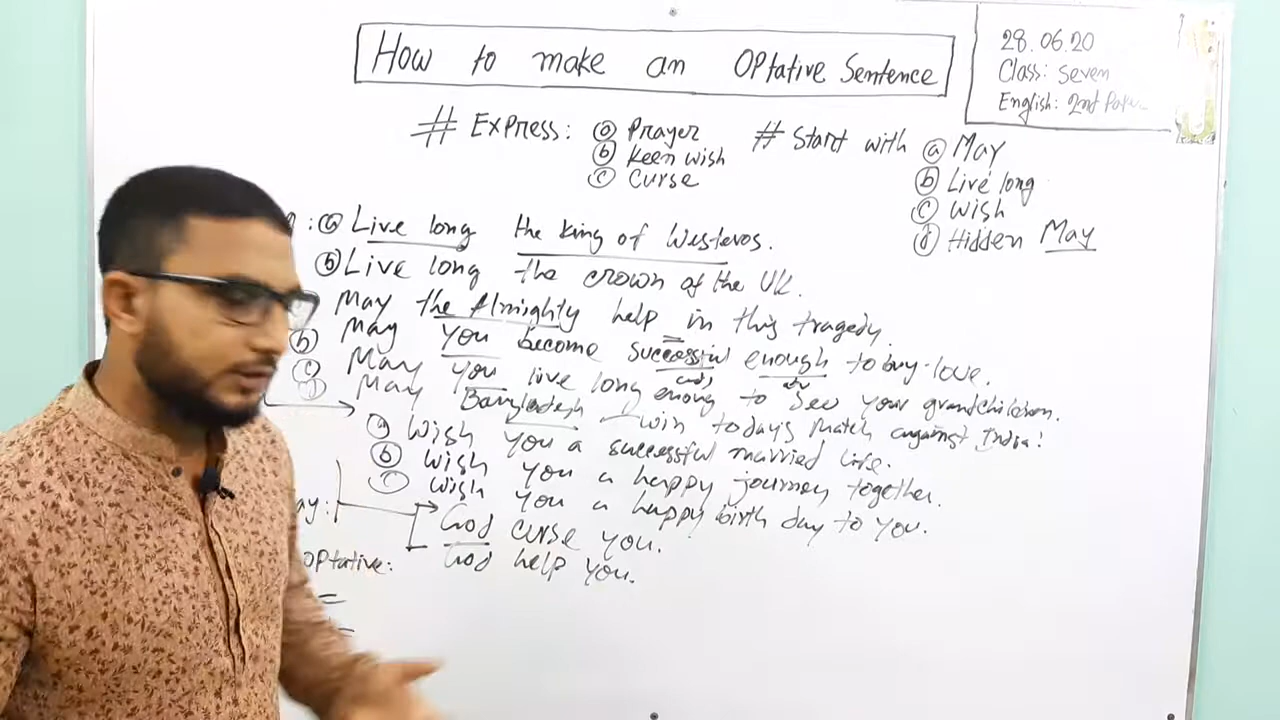 How to make an Optative Sentence
28.06.20
Class: Seven
English: 2nd Paper
# Express: ⓐ Prayer
ⓑ Keen wish
ⓒ Curse
# Start with ⓐ May
ⓑ Live long
ⓒ Wish
ⓓ Hidden May
: ⓐ Live long the king of Westeros.
ⓑ Live long the crown of the UK.
May the Almighty help in this tragedy.
ⓑ May you become successful enough to buy love.
ⓒ May you live long enoug to see your grandchildren.
ⓓ May Bangladesh win today's match against India!
ⓐ Wish you a successful married life.
ⓑ Wish you a happy journey together.
ⓒ Wish you a happy birth day to you.
ay: God curse you.
Optative: God help you.